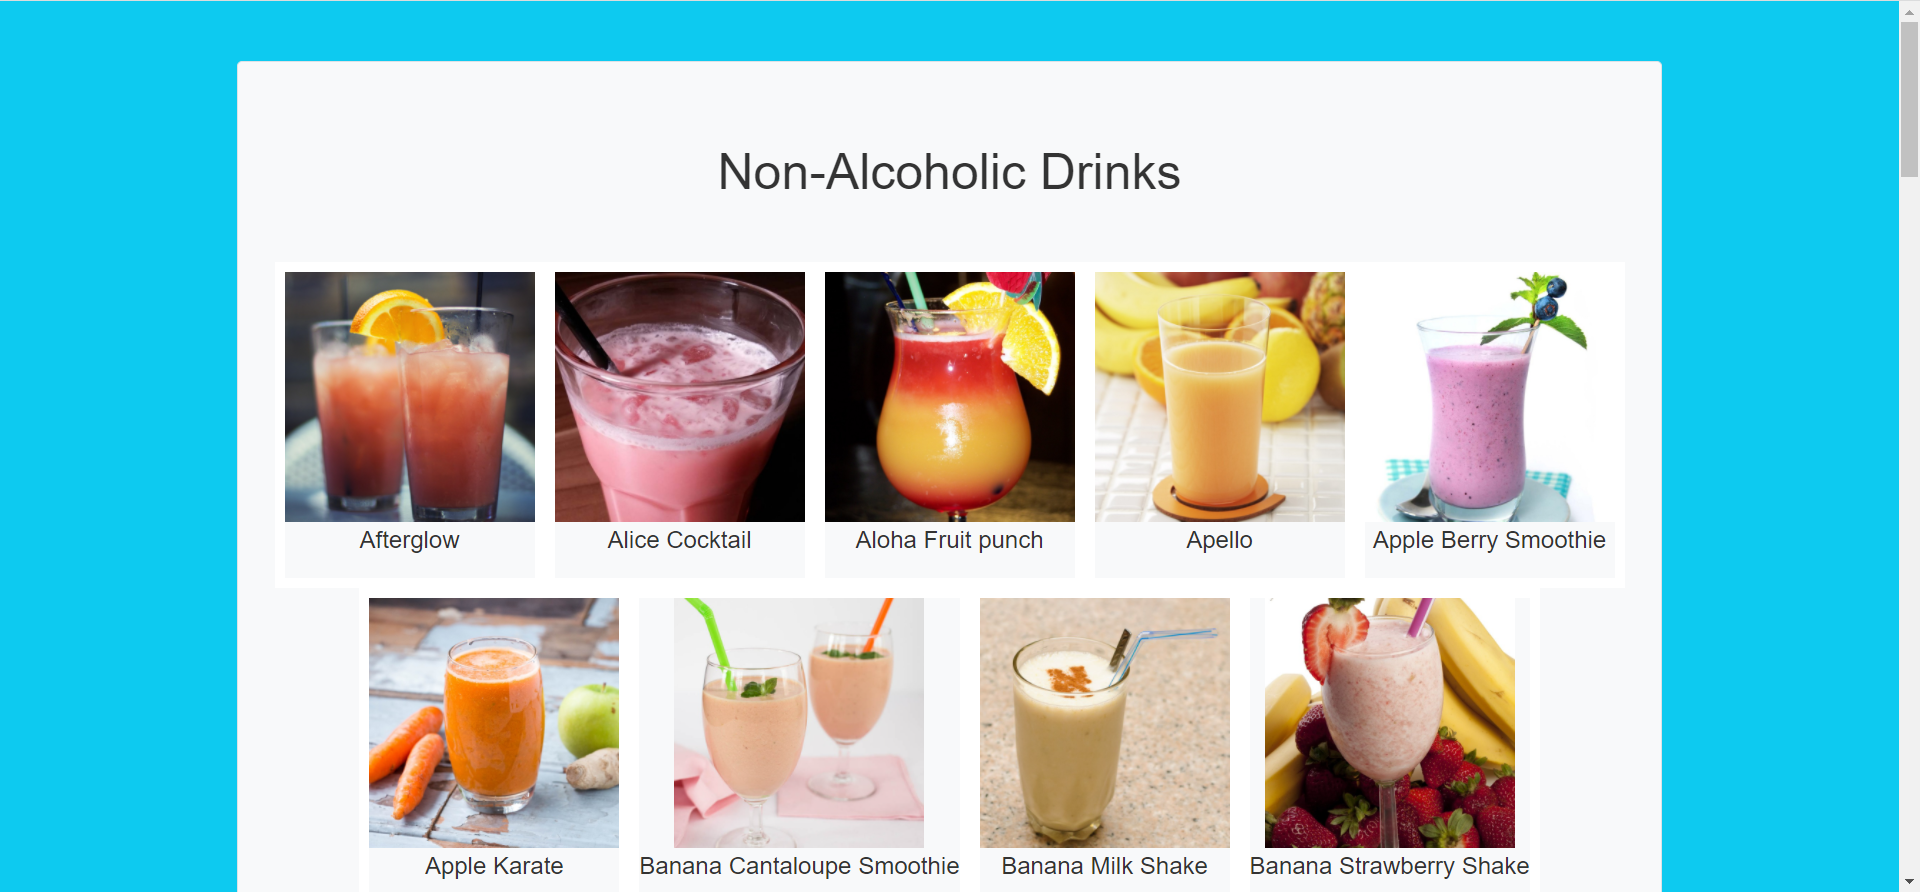 Non-Alcoholic Drinks
Afterglow
Alice Cocktail
Aloha Fruit punch
Apello
Apple Berry Smoothie
Apple Karate
Banana Cantaloupe Smoothie
Banana Milk Shake
Banana Strawberry Shake